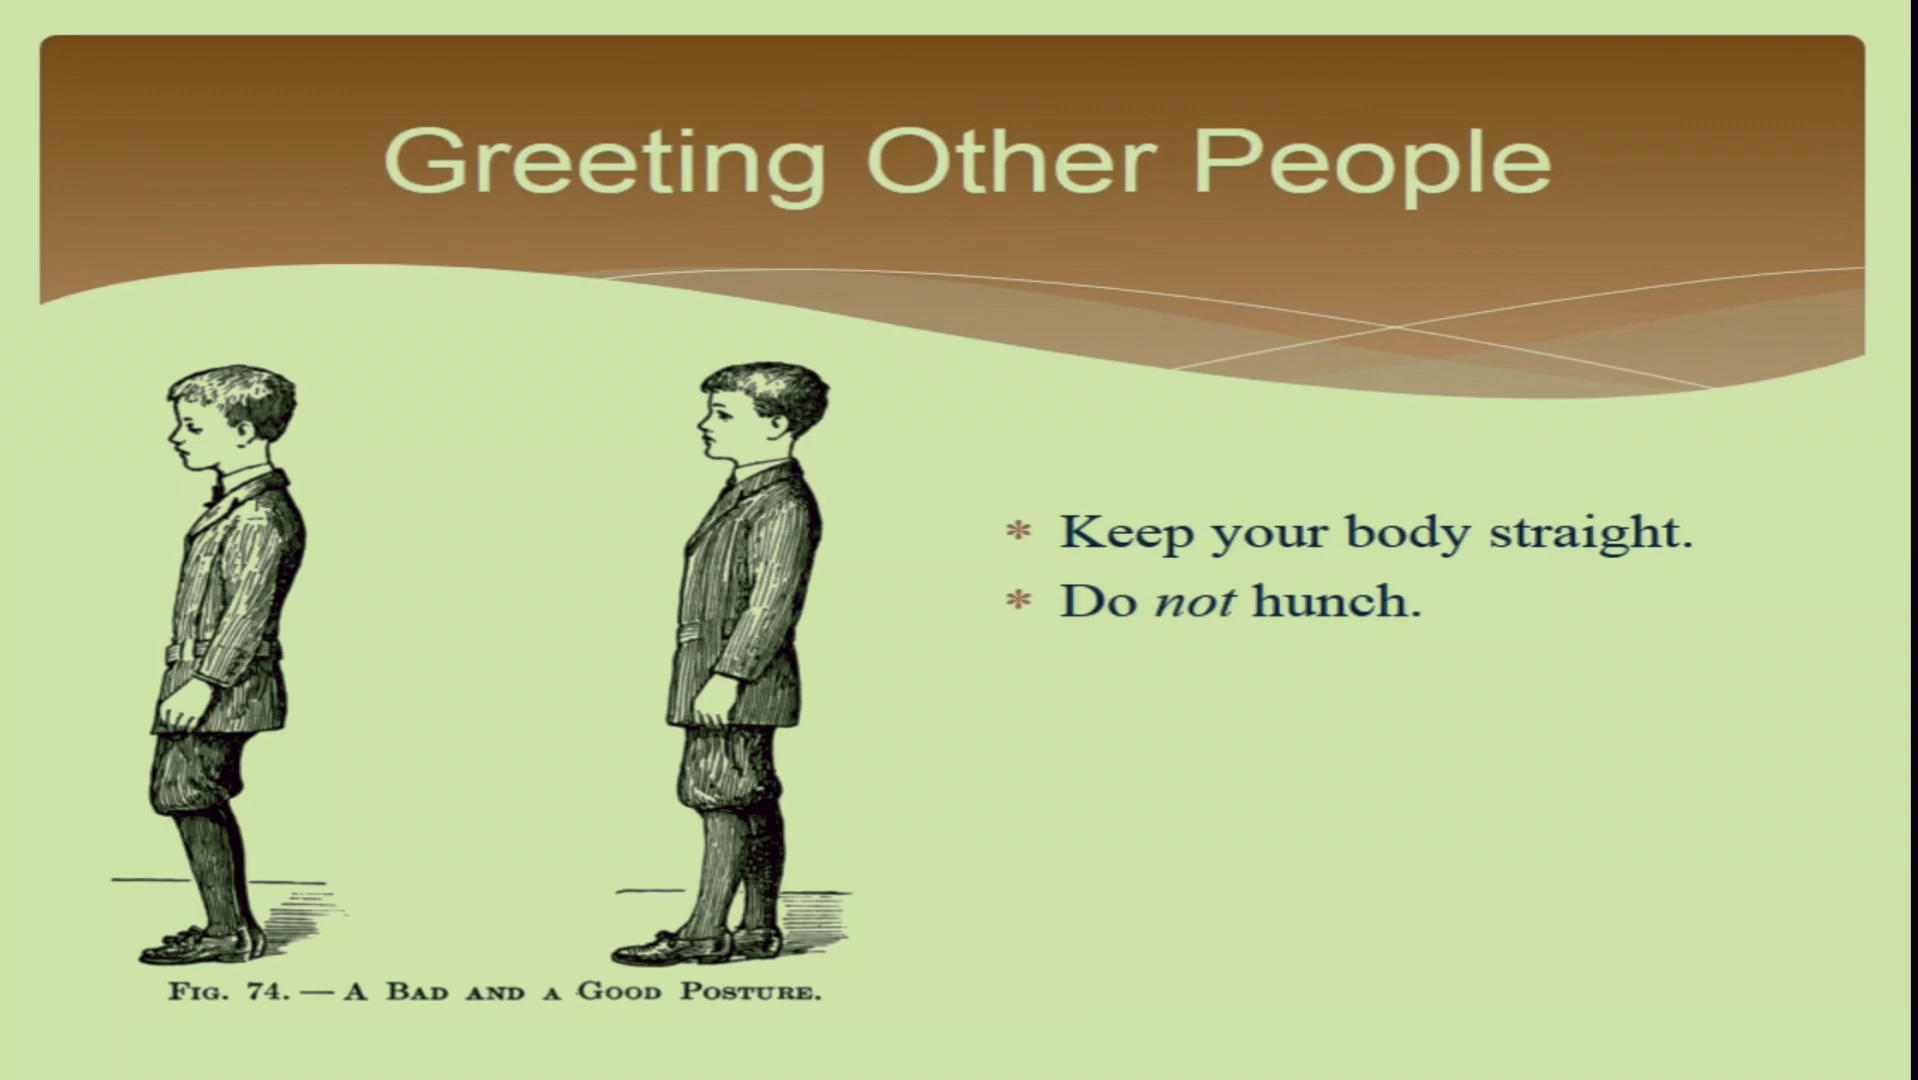 Greeting Other People
* Keep your body straight.
* Do not hunch.
Fig. 74. — A Bad and a Good Posture.